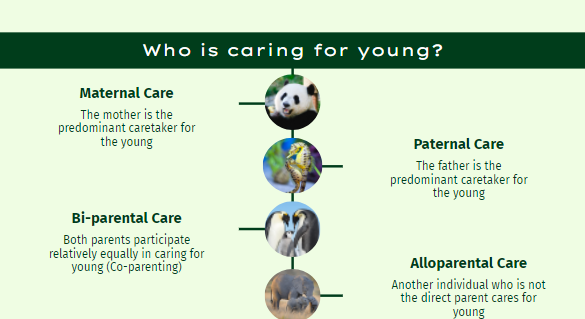 Who is caring for young?
Maternal Care
The mother is the
predominant caretaker for
the young
Paternal Care
The father is the
predominant caretaker for
the young
Bi-parental Care
Both parents participate
relatively equally in caring for
young (Co-parenting)
Alloparental Care
Another individual who is not
the direct parent cares for
young